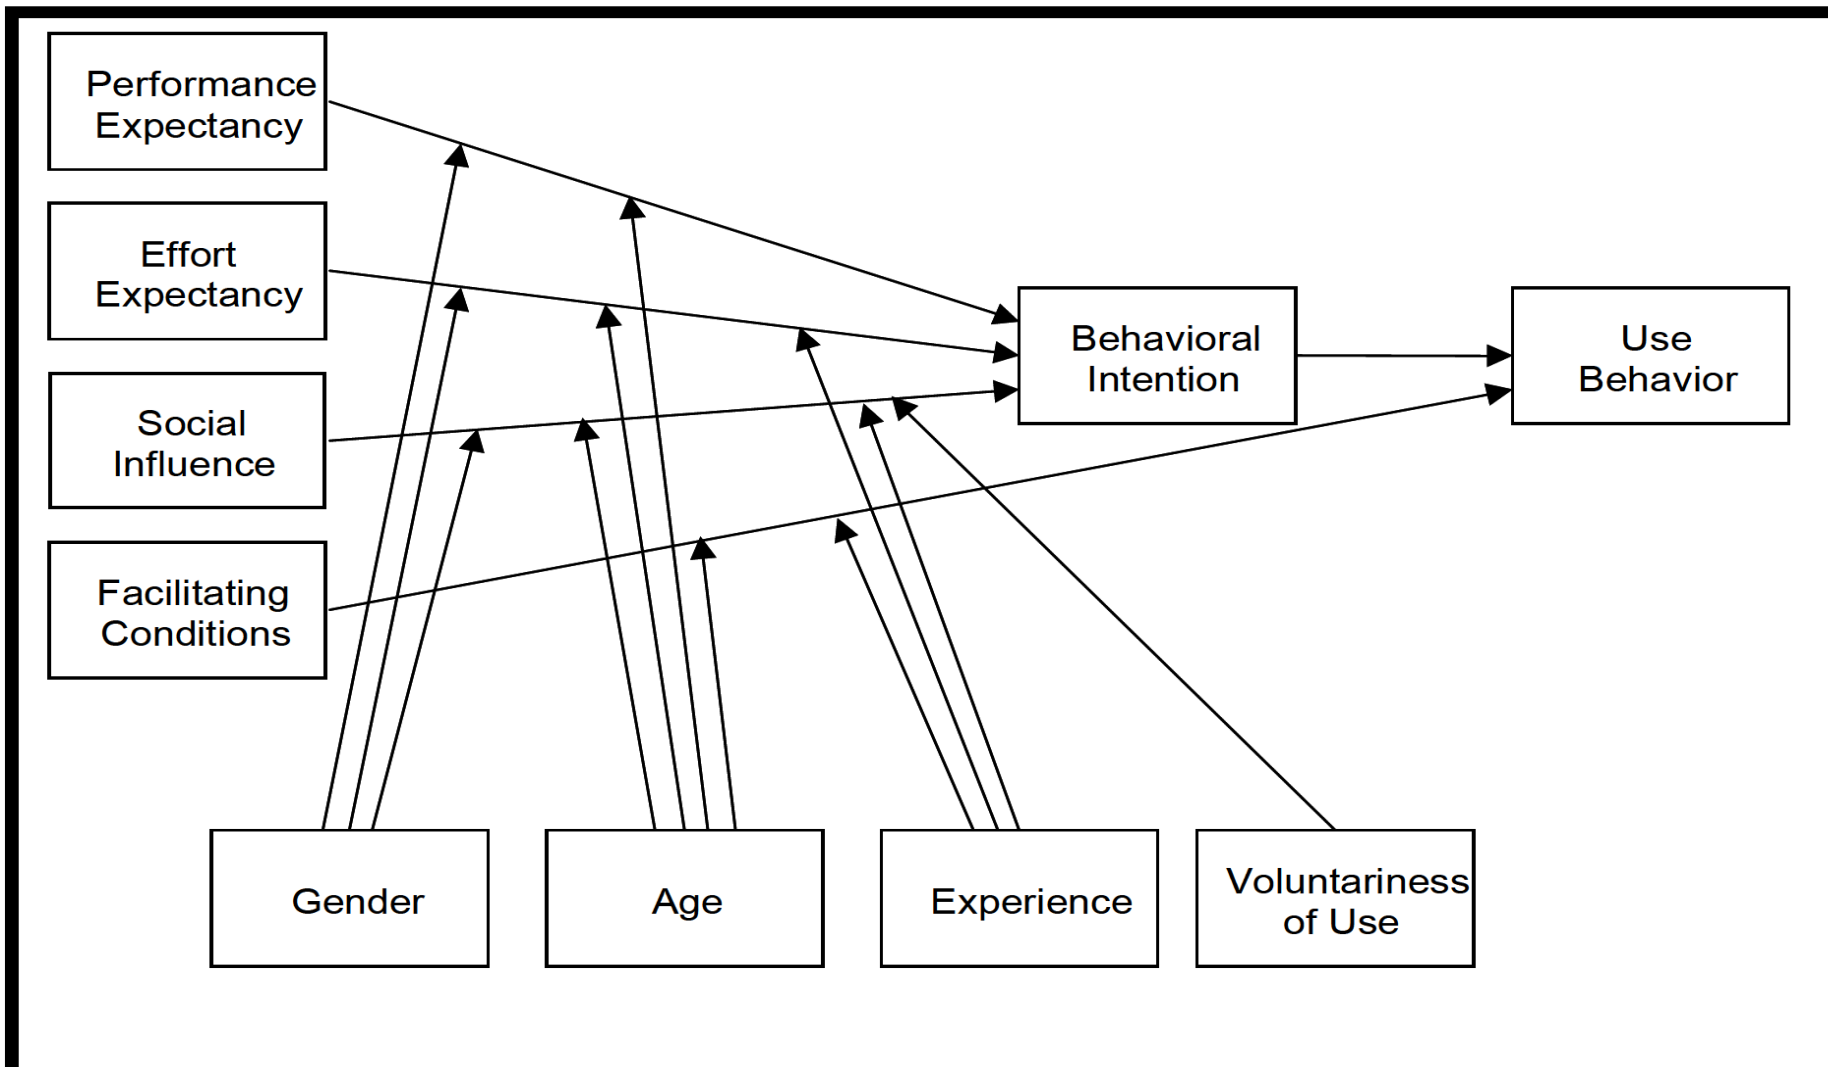 Performance
Expectancy
Effort
Expectancy
Social
Influence
Facilitating
Conditions
Behavioral
Intention
Use
Behavior
Gender
Age
Experience
Voluntariness
of Use